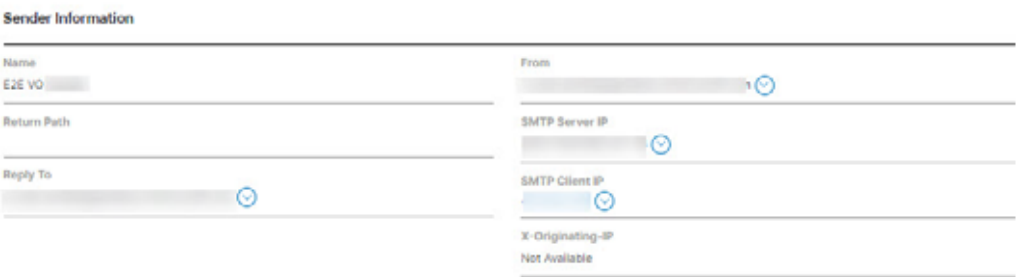 Sender Information
Name
E2E VO
Return Path
Reply To
From
SMTP Server IP
SMTP Client IP
X-Originating-IP
Not Available